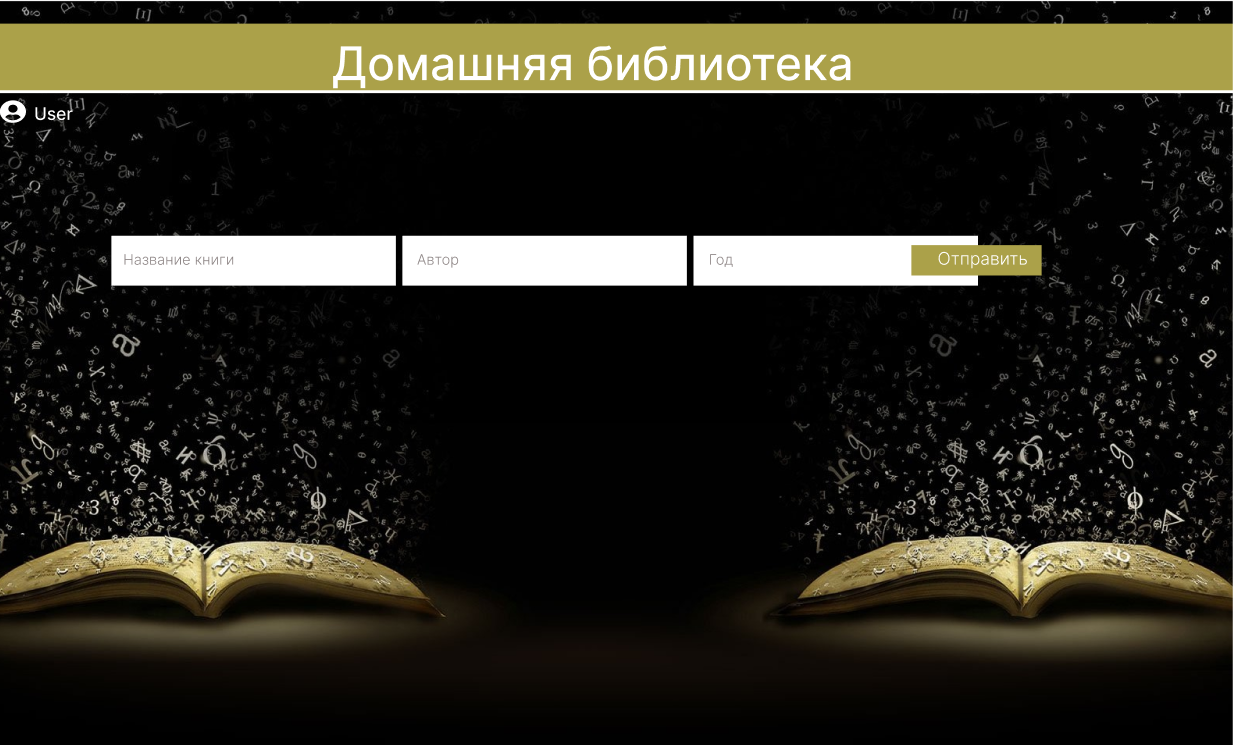 Домашняя библиотека
User
Название книги
Автор
Год
Отправить